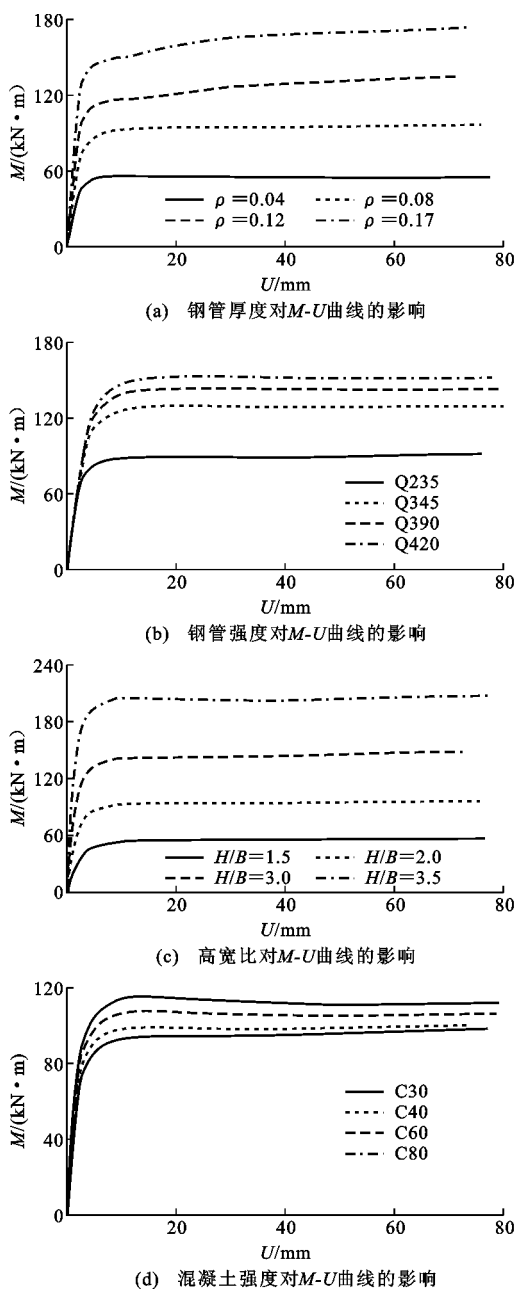 180
120
60
0
M/(kN·m)
ρ=0.04
ρ=0.08
ρ=0.12
ρ=0.17
20
40
60
80
U/mm
(a) 钢管厚度对M-U曲线的影响
180
120
60
0
M/(kN·m)
Q235
Q345
Q390
Q420
20
40
60
80
U/mm
(b) 钢管强度对M-U曲线的影响
240
180
120
60
0
M/(kN·m)
H/B=1.5
H/B=2.0
H/B=3.0
H/B=3.5
20
40
60
80
U/mm
(c) 高宽比对M-U曲线的影响
120
80
40
0
M/(kN·m)
C30
C40
C60
C80
20
40
60
80
U/mm
(d) 混凝土强度对M-U曲线的影响